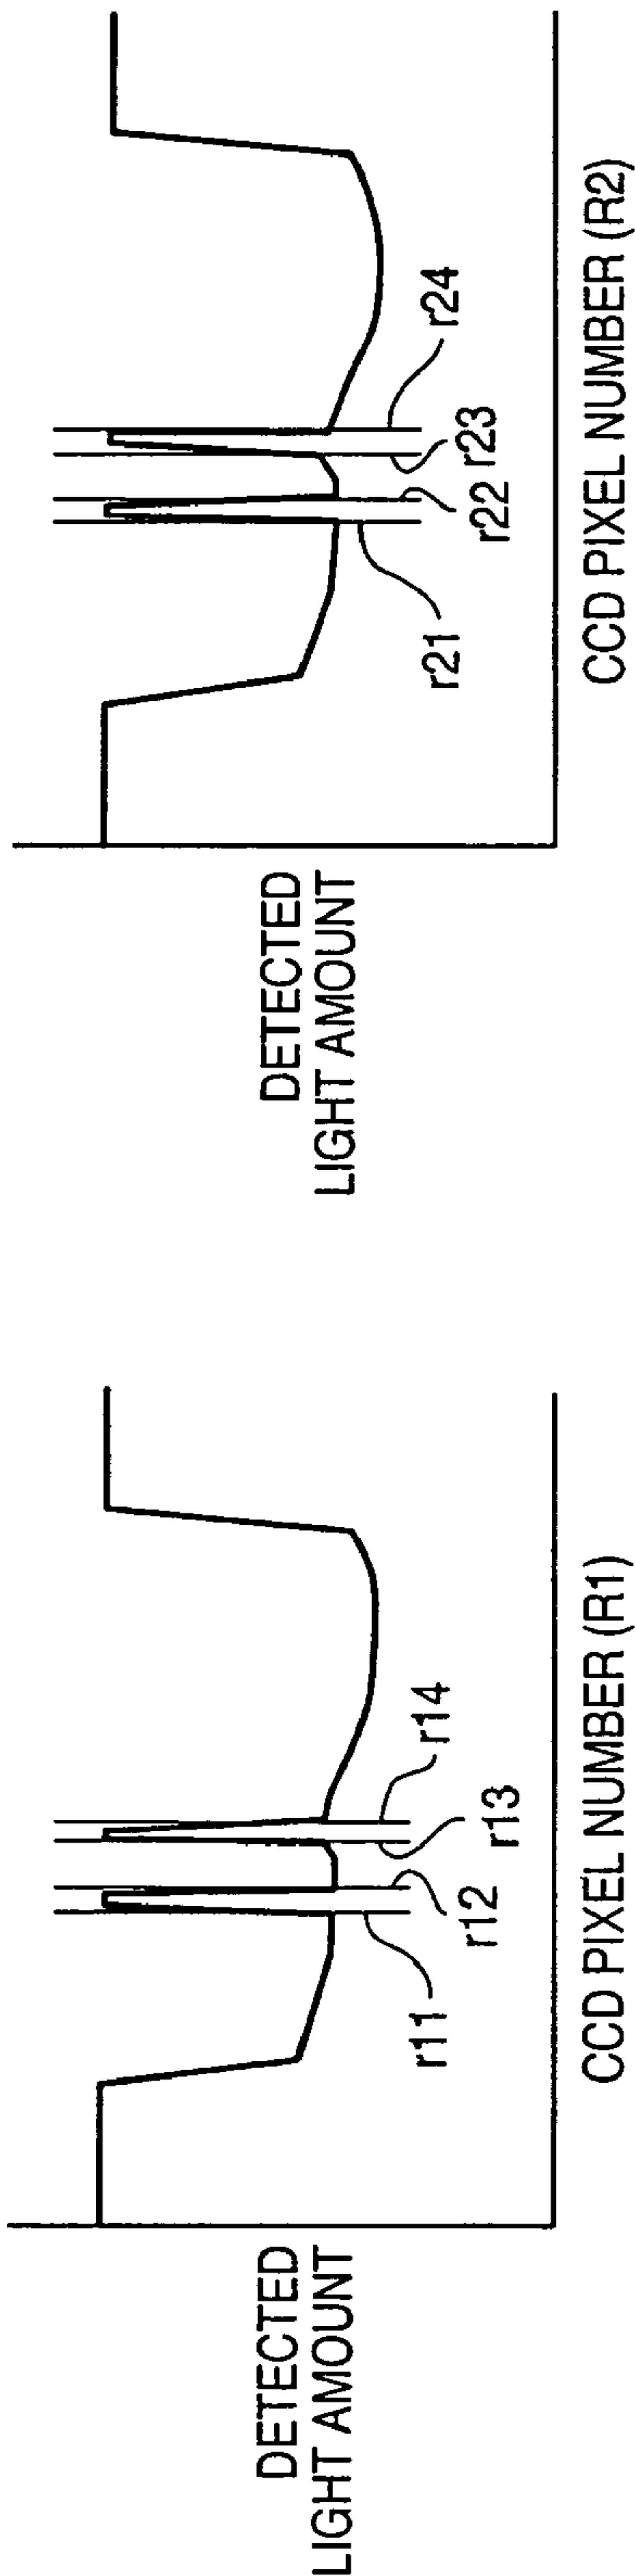 DETECTED
LIGHT AMOUNT
r11
r12
r13
r14
CCD PIXEL NUMBER (R1)
DETECTED
LIGHT AMOUNT
r21
r22
r23
r24
CCD PIXEL NUMBER (R2)